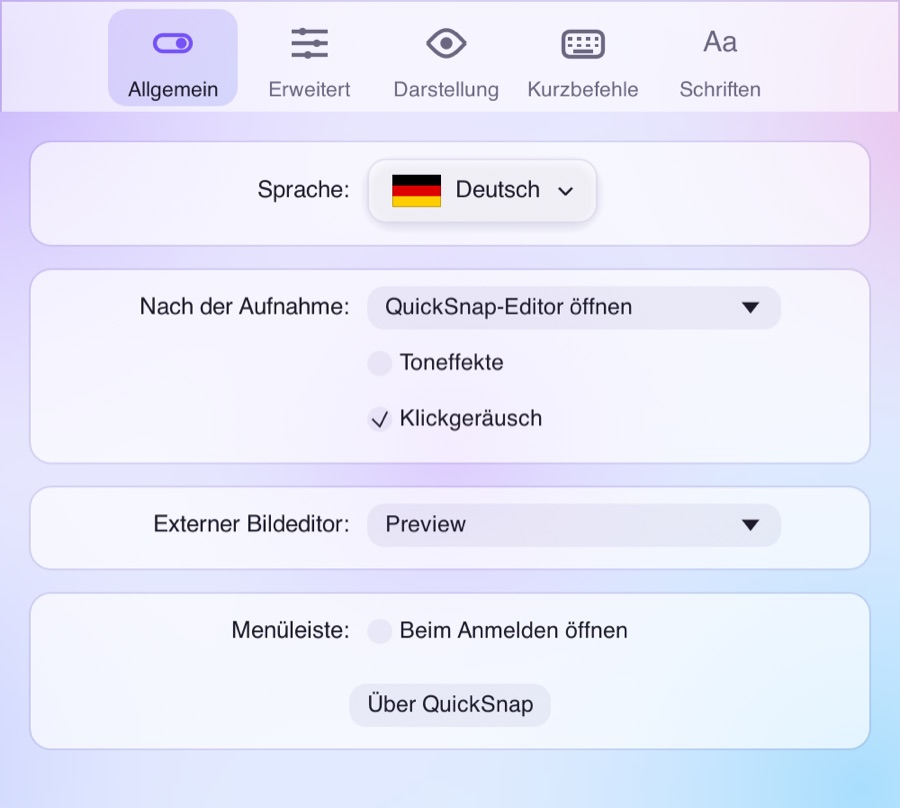 Allgemein
Erweitert
Darstellung
Kurzbefehle
Aa
Schriften
Sprache:
Deutsch
Nach der Aufnahme:
QuickSnap-Editor öffnen
Toneffekte
Klickgeräusch
Externer Bildeditor:
Preview
Menüleiste:
Beim Anmelden öffnen
Über QuickSnap